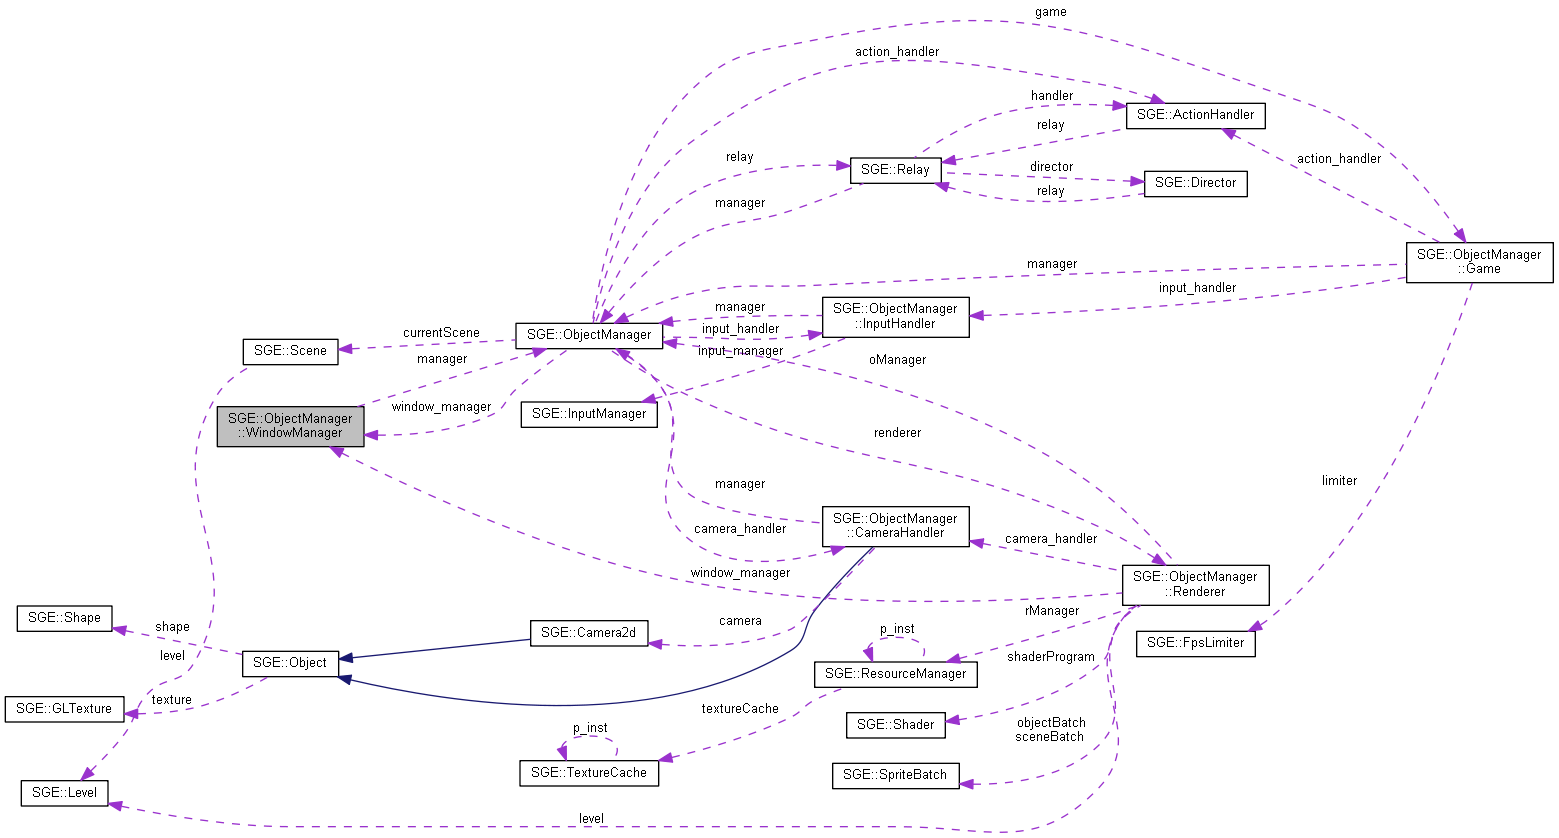 game
action_handler
handler
SGE::ActionHandler
relay
relay
SGE::Relay
director
action_handler
SGE::Director
relay
manager
SGE::ObjectManager
::Game
manager
input_handler
SGE::ObjectManager
::InputHandler
manager
input_handler
SGE::ObjectManager
currentScene
SGE::Scene
manager
input_manager
oManager
window_manager
SGE::InputManager
SGE::ObjectManager
::WindowManager
renderer
limiter
manager
SGE::ObjectManager
::CameraHandler
camera_handler
camera_handler
window_manager
SGE::ObjectManager
::Renderer
SGE::Shape
shape
rManager
camera
SGE::Camera2d
p_inst
SGE::FpsLimiter
level
SGE::Object
shaderProgram
SGE::ResourceManager
texture
SGE::GLTexture
textureCache
SGE::Shader
objectBatch
sceneBatch
p_inst
SGE::TextureCache
SGE::SpriteBatch
SGE::Level
level